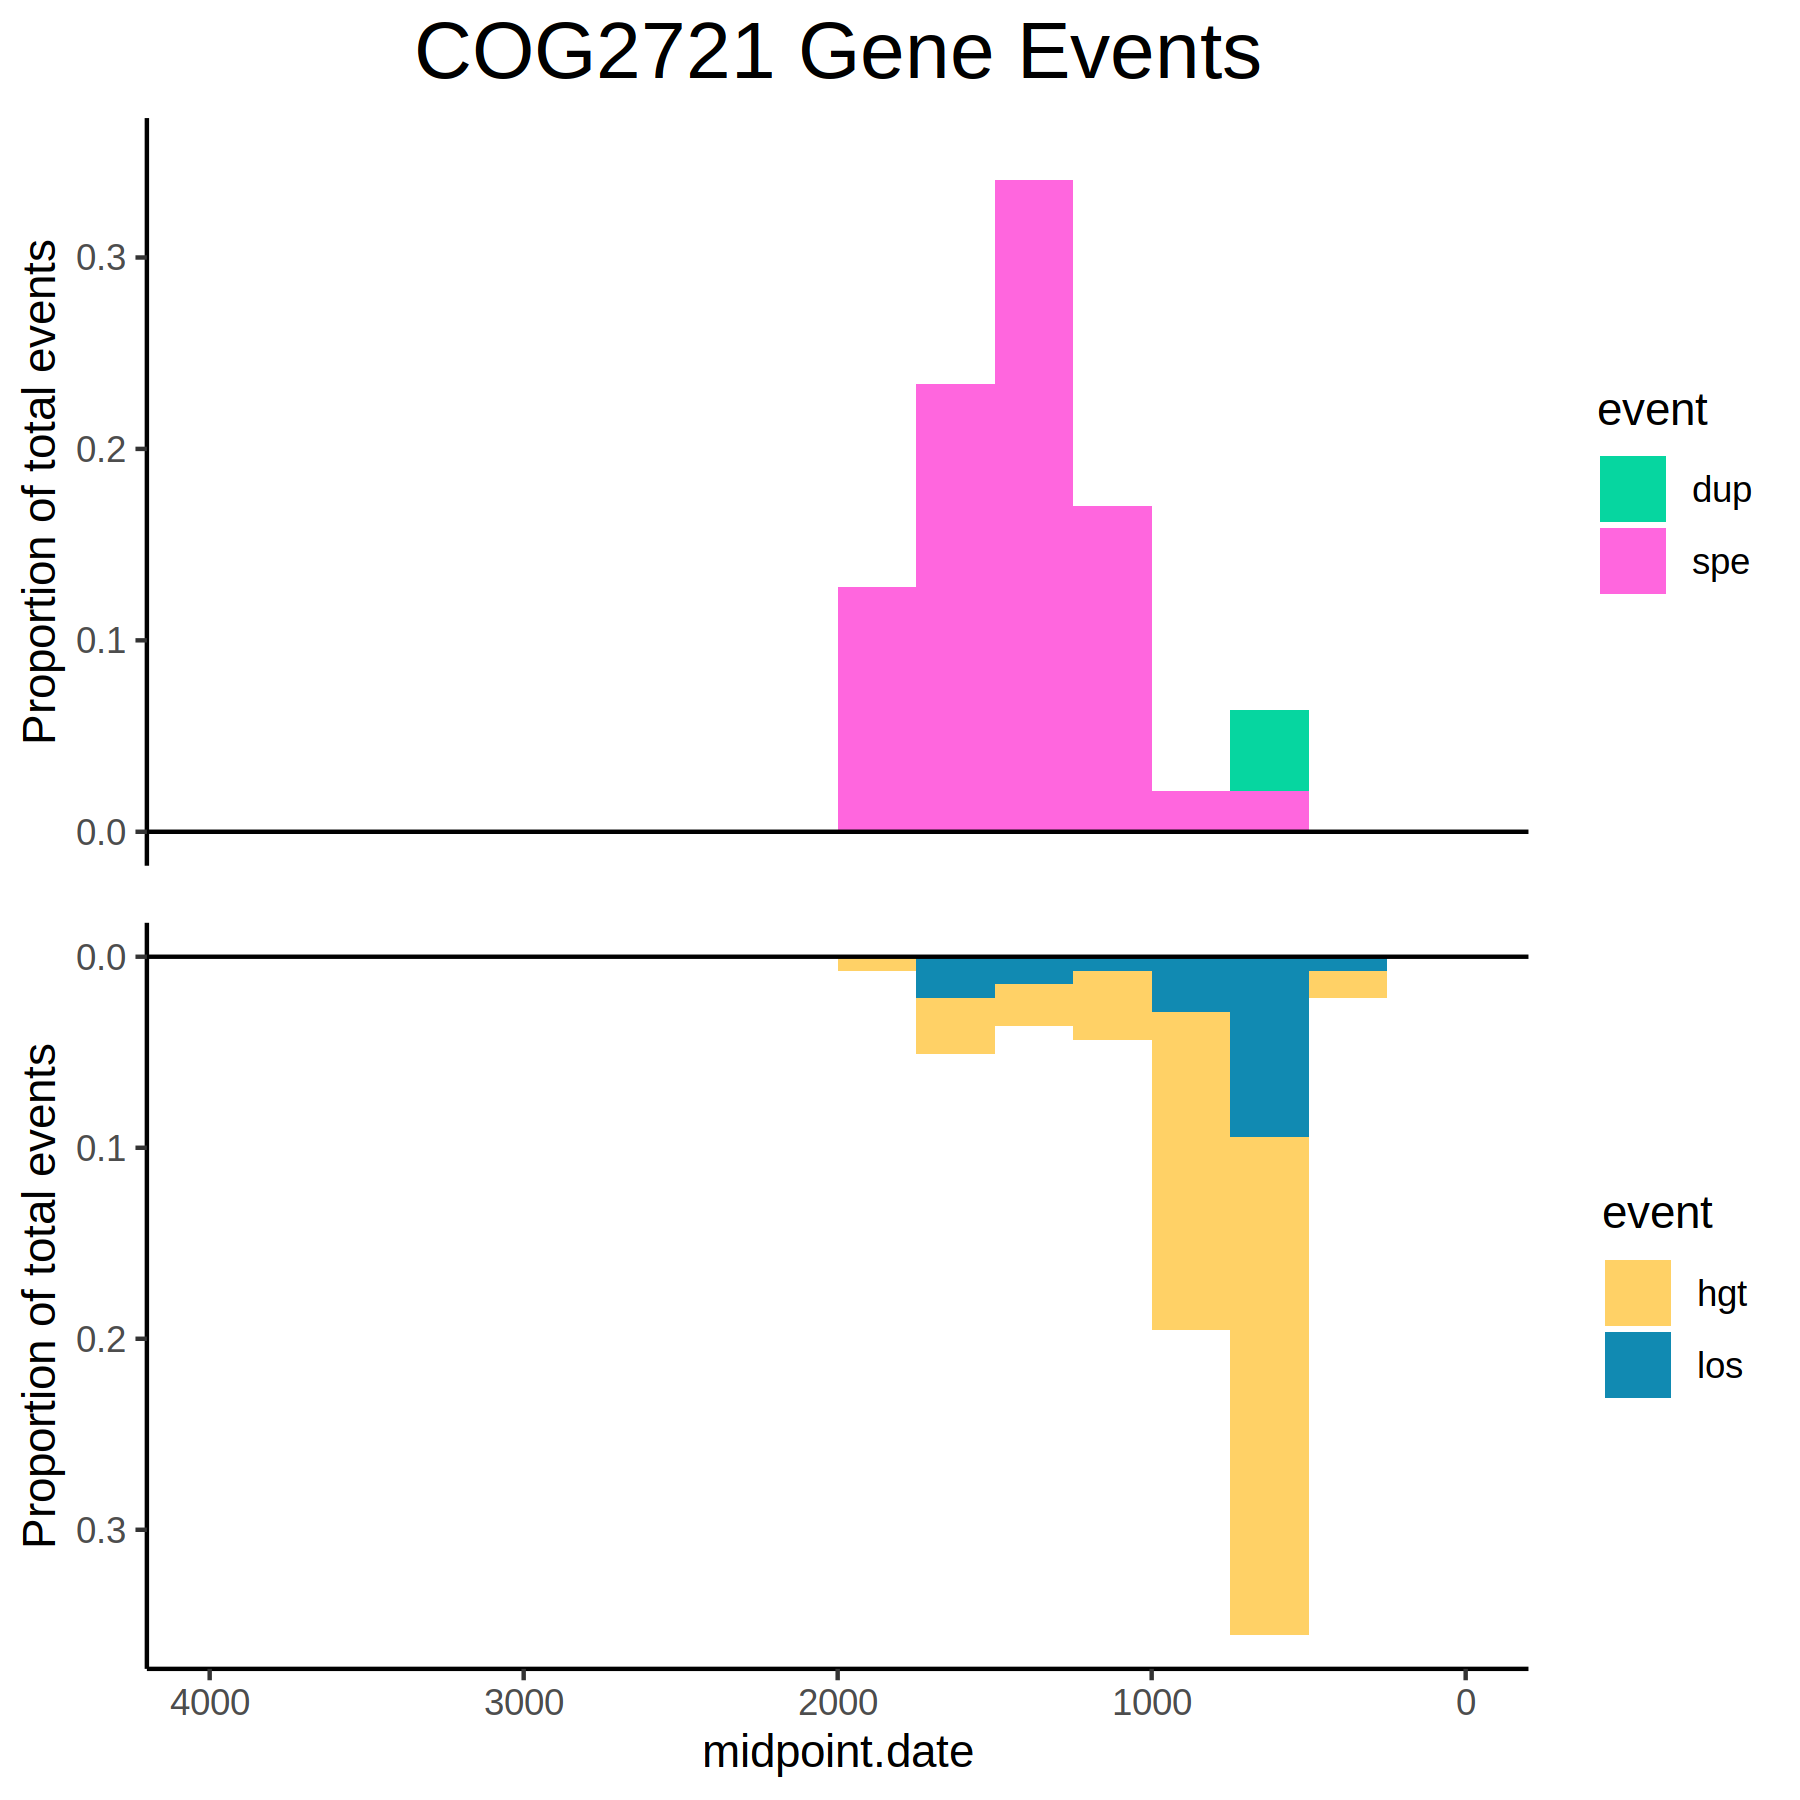 COG2721 Gene Events
Proportion of total events
0.3
0.2
0.1
0.0
event
dup
spe
Proportion of total events
0.0
0.1
0.2
0.3
event
hgt
los
4000 3000 2000 1000 0
midpoint.date